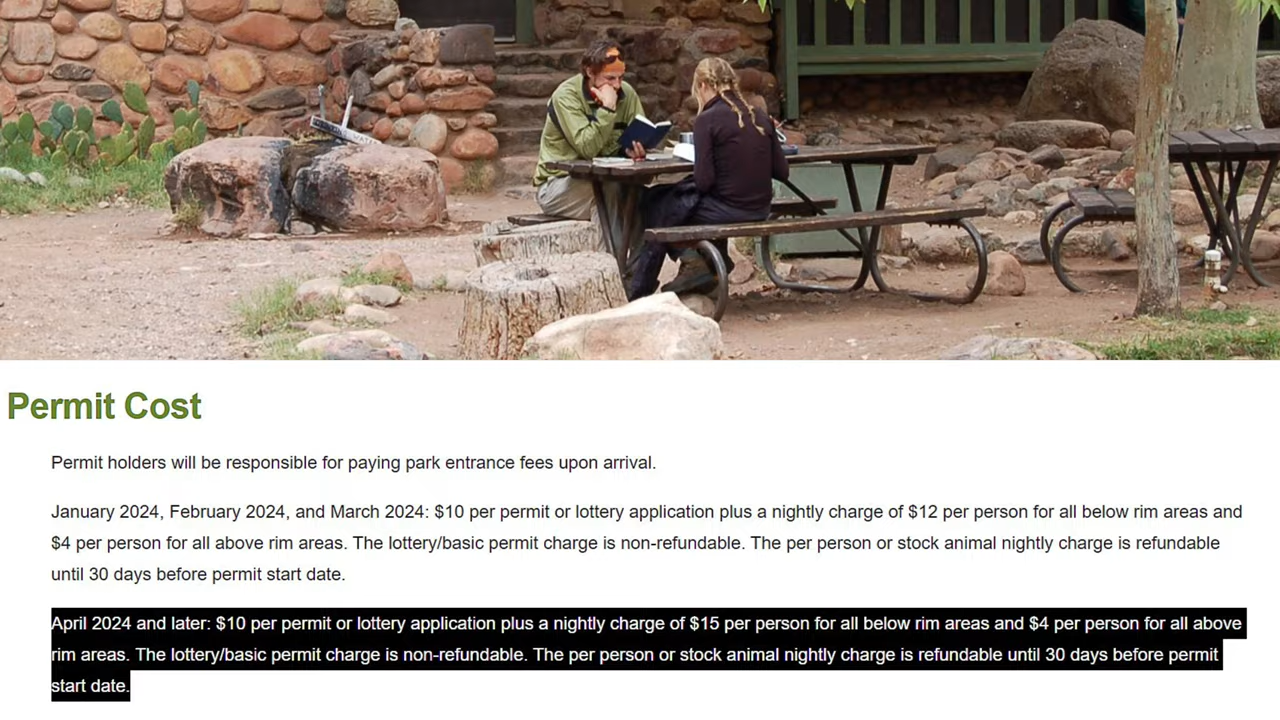 Permit Cost
Permit holders will be responsible for paying park entrance fees upon arrival.
January 2024, February 2024, and March 2024: $10 per permit or lottery application plus a nightly charge of $12 per person for all below rim areas and
$4 per person for all above rim areas. The lottery/basic permit charge is non-refundable. The per person or stock animal nightly charge is refundable
until 30 days before permit start date.
April 2024 and later: $10 per permit or lottery application plus a nightly charge of $15 per person for all below rim areas and $4 per person for all above
rim areas. The lottery/basic permit charge is non-refundable. The per person or stock animal nightly charge is refundable until 30 days before permit
start date.